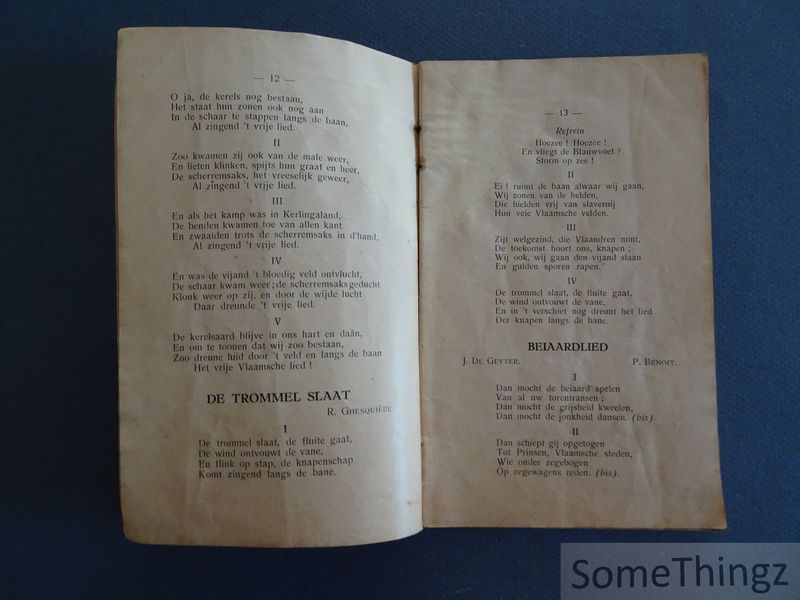 — 12 —
O ja, de kerels nog bestaan,
Het staat hun zonen ook nog aan
In de schaar te stappen langs de baan,
Al zingend 't vrije lied.
II
Zoo kwamen zij ook van de male weer,
En lieten klinken, spijts hun graaf en heer,
De scherremsaks, het vreeselijk geweer,
Al zingend 't vrije lied.
III
En als het kamp was in Kerlingaland,
De benden kwamen toe van allen kant
En zwaaiden trots de scherremsaks in d'hand,
Al zingend 't vrije lied.
IV
En was de vijand 't bloedig veld ontvlucht,
De schaar kwam weer; de scherremsaks geducht
Klonk weer op zij, en door de wijde lucht
Daar dreunde 't vrije lied.
V
De kerelsaard blijve in ons hart en daân,
En om te toonen dat wij zoo bestaan,
Zoo dreune luid door 't veld en langs de baan
Het vrije Vlaamsche lied !
DE TROMMEL SLAAT
R. GHESQUIÈRE.
I
De trommel slaat, de fluite gaat,
De wind ontvouwt de vane,
En flink op stap, de knapenschap
Komt zingend langs de bane.
— 13 —
Refrein
Hoezee ! Hoezee !
En vliegt de Blauwvoet ?
Storm op zee !
II
Ei ! ruimt de baan alwaar wij gaan,
Wij zonen van de helden,
Die hielden vrij van slavernij
Hun veie Vlaamsche velden.
III
Zijt welgezind, die Vlaandren mint,
De toekomst hoort ons, knapen ;
Wij ook, wij gaan den vijand slaan
En gulden sporen rapen."
IV
De trommel slaat, de fluite gaat,
De wind ontvouwt de vane,
En in 't verschiet nog dreunt het lied
Der knapen langs de bane.
BEIAARDLIED
J. DE GEYTER. P. BENOIT.
I
Dan mocht de beiaard spelen
Van al uw torentransen ;
Dan mocht de grijsheid kweelen,
Dan mocht de jonkheid dansen. (bis).
II
Dan schiept gij opgetogen
Tot Prinsen, Vlaamsche steden,
Wie onder zegebogen
Op zegewagens reden. (bis).
SomeThingz